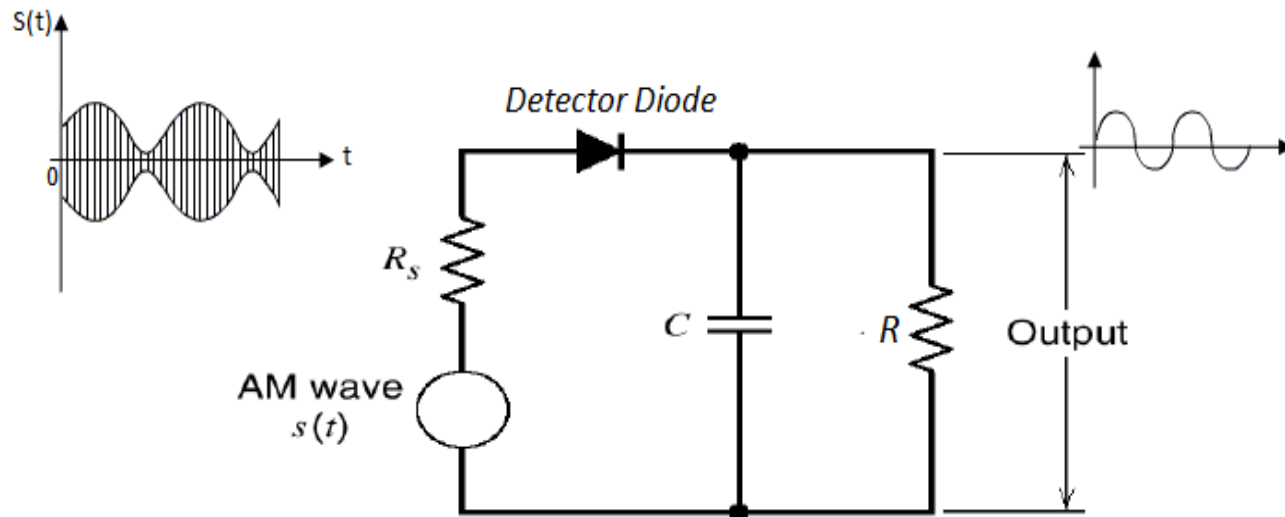 S(t)
0
t
Detector Diode
R_s
C
R
Output
AM wave
s(t)